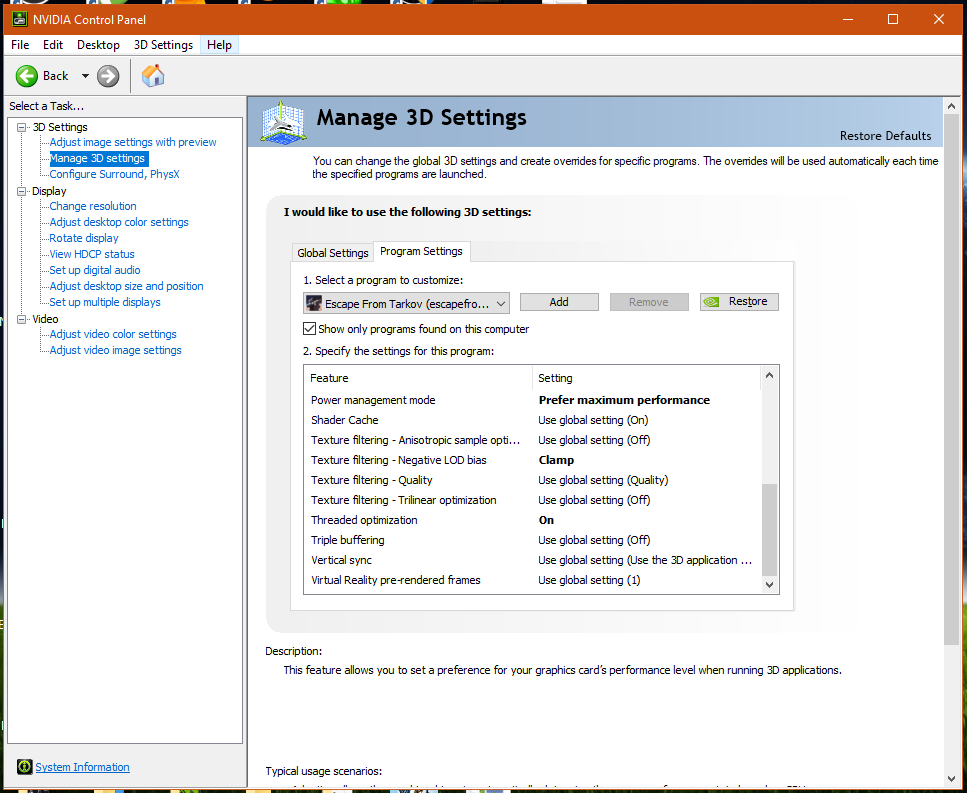 NVIDIA Control Panel
File Edit Desktop 3D Settings Help
Back
Select a Task...
3D Settings
Adjust image settings with preview
Manage 3D settings
Configure Surround, PhysX
Display
Change resolution
Adjust desktop color settings
Rotate display
View HDCP status
Set up digital audio
Adjust desktop size and position
Set up multiple displays
Video
Adjust video color settings
Adjust video image settings
System Information
Manage 3D Settings
Restore Defaults
You can change the global 3D settings and create overrides for specific programs. The overrides will be used automatically each time
the specified programs are launched.
I would like to use the following 3D settings:
Global Settings Program Settings
1. Select a program to customize:
Escape From Tarkov (escapefro... Add Remove Restore
Show only programs found on this computer
2. Specify the settings for this program:
Feature Setting
Power management mode Prefer maximum performance
Shader Cache Use global setting (On)
Texture filtering - Anisotropic sample opti... Use global setting (Off)
Texture filtering - Negative LOD bias Clamp
Texture filtering - Quality Use global setting (Quality)
Texture filtering - Trilinear optimization Use global setting (Off)
Threaded optimization On
Triple buffering Use global setting (Off)
Vertical sync Use global setting (Use the 3D application ...
Virtual Reality pre-rendered frames Use global setting (1)
Description:
This feature allows you to set a preference for your graphics card's performance level when running 3D applications.
Typical usage scenarios: